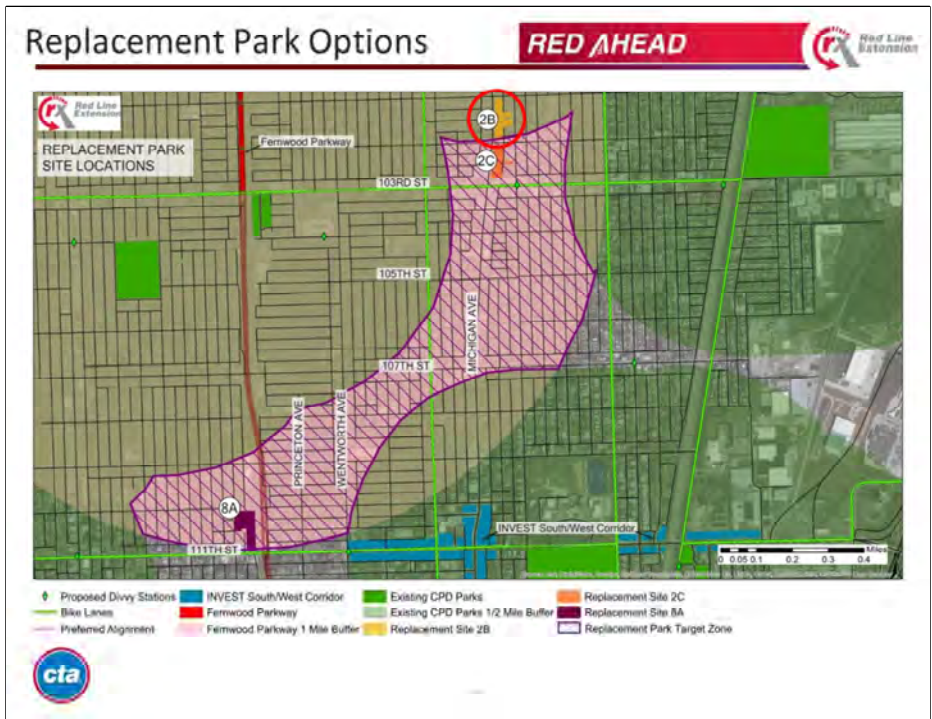 Replacement Park Options
RED AHEAD
Red Line
Extension
Red Line
Extension
REPLACEMENT PARK
SITE LOCATIONS
Fernwood Parkway
2B
2C
103RD ST
105TH ST
MICHIGAN AVE
107TH ST
PRINCETON AVE
WENTWORTH AVE
8A
INVEST South/West Corridor
111TH ST
Miles
0 0.05 0.1 0.2 0.3 0.4
Proposed Divvy Stations
INVEST South/West Corridor
Existing CPD Parks
Replacement Site 2C
Bike Lanes
Fernwood Parkway
Existing CPD Parks 1/2 Mile Buffer
Replacement Site 8A
Preferred Alignment
Fernwood Parkway 1 Mile Buffer
Replacement Site 2B
Replacement Park Target Zone
cta